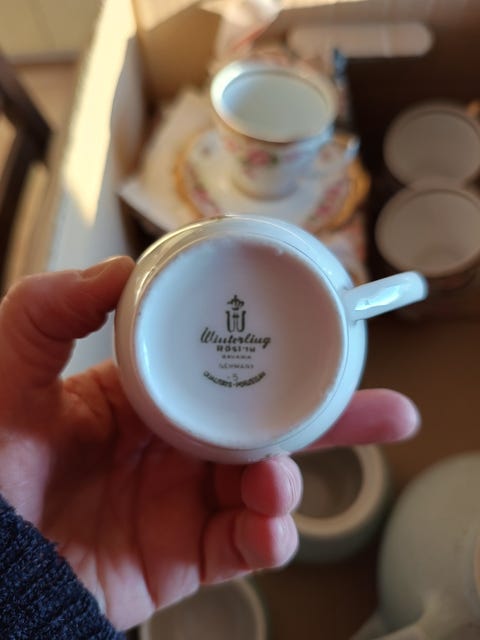 W
Winterling
RÖSLAU
BAVARIA
GERMANY
QUALITÄTS-PORZELLAN